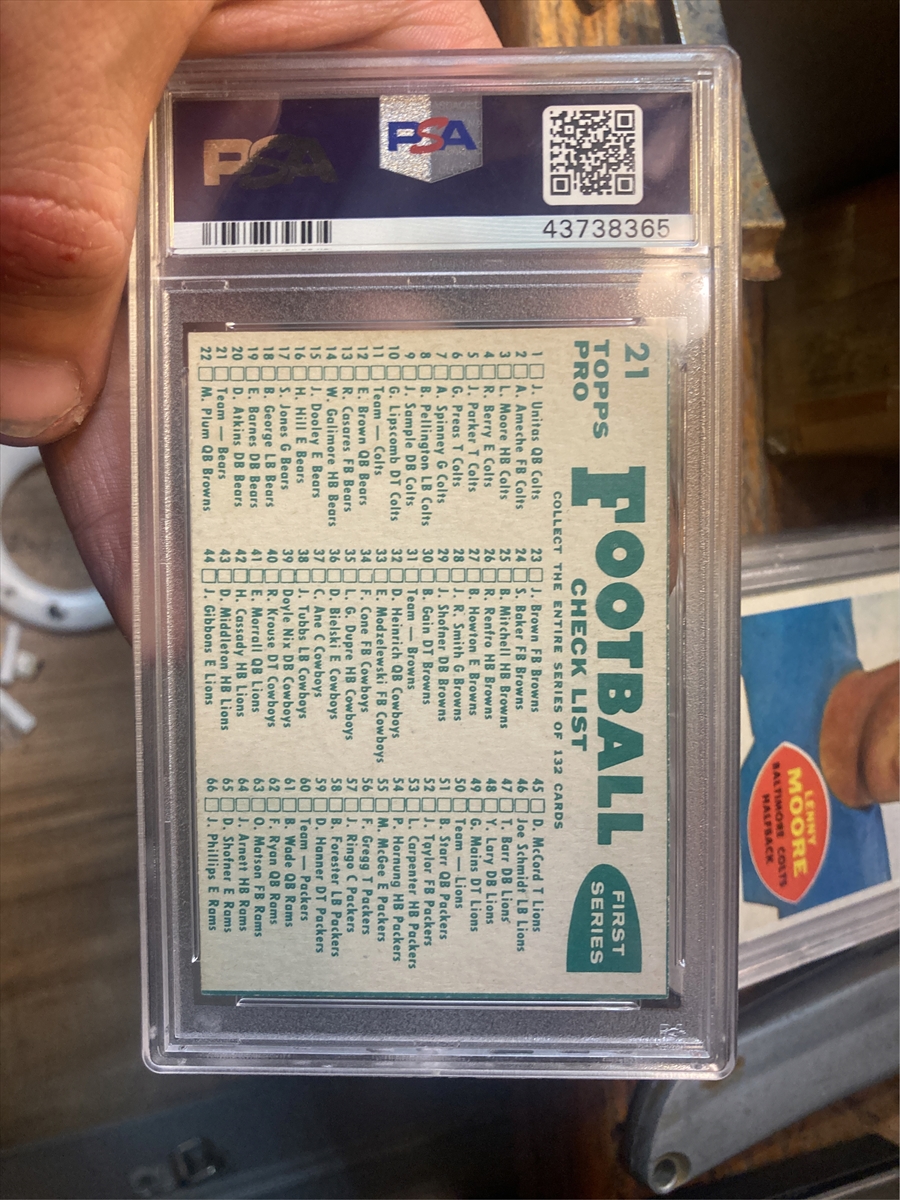 PSA
PSA
43738365
21
TOPPS
PRO
FOOTBALL
CHECK LIST
COLLECT THE ENTIRE SERIES OF 132 CARDS
FIRST
SERIES
1 J. Unitas QB Colts
2 A. Ameche FB Colts
3 L. Moore HB Colts
4 R. Berry E Colts
5 J. Parker T Colts
6 G. Preas T Colts
7 A. Spinney G Colts
8 B. Pellington LB Colts
9 J. Sample DB Colts
10 G. Lipscomb DT Colts
11 Team — Colts
12 E. Brown QB Bears
13 R. Casares FB Bears
14 W. Galimore HB Bears
15 J. Dooley E Bears
16 H. Hill E Bears
17 S. Jones G Bears
18 B. George LB Bears
19 E. Barnes DB Bears
20 D. Atkins DB Bears
21 Team — Bears
22 M. Plum QB Browns
23 J. Brown FB Browns
24 S. Baker FB Browns
25 B. Mitchell HB Browns
26 R. Renfro HB Browns
27 B. Howton E Browns
28 J. R. Smith G Browns
29 J. Shofner DB Browns
30 B. Gain DT Browns
31 Team — Browns
32 D. Heinrich QB Cowboys
33 E. Modzelowski FB Cowboys
34 F. Cone FB Cowboys
35 L. G. Dupre HB Cowboys
36 D. Bielski E Cowboys
37 C. Ane C Cowboys
38 J. Tubbs LB Cowboys
39 Doyle Nix DB Cowboys
40 R. Krouse DT Cowboys
41 E. Morrall QB Lions
42 H. Cassady HB Lions
43 D. Middleton HB Lions
44 J. Gibbons E Lions
45 D. McCord T Lions
46 Joe Schmidt LB Lions
47 T. Barr DB Lions
48 Y. Lary DB Lions
49 G. Mains DT Lions
50 Team — Lions
51 B. Starr QB Packers
52 J. Taylor FB Packers
53 L. Carpenter HB Packers
54 P. Hornung HB Packers
55 M. McGee E Packers
56 F. Gregg T Packers
57 J. Ringo C Packers
58 B. Forester LB Packers
59 D. Hanner DT Packers
60 Team — Packers
61 B. Wade QB Rams
62 F. Ryan QB Rams
63 O. Matson FB Rams
64 J. Arnett HB Rams
65 D. Shofner E Rams
66 J. Phillips E Rams
LENNY
MOORE
BALTIMORE COLTS
HALFBACK